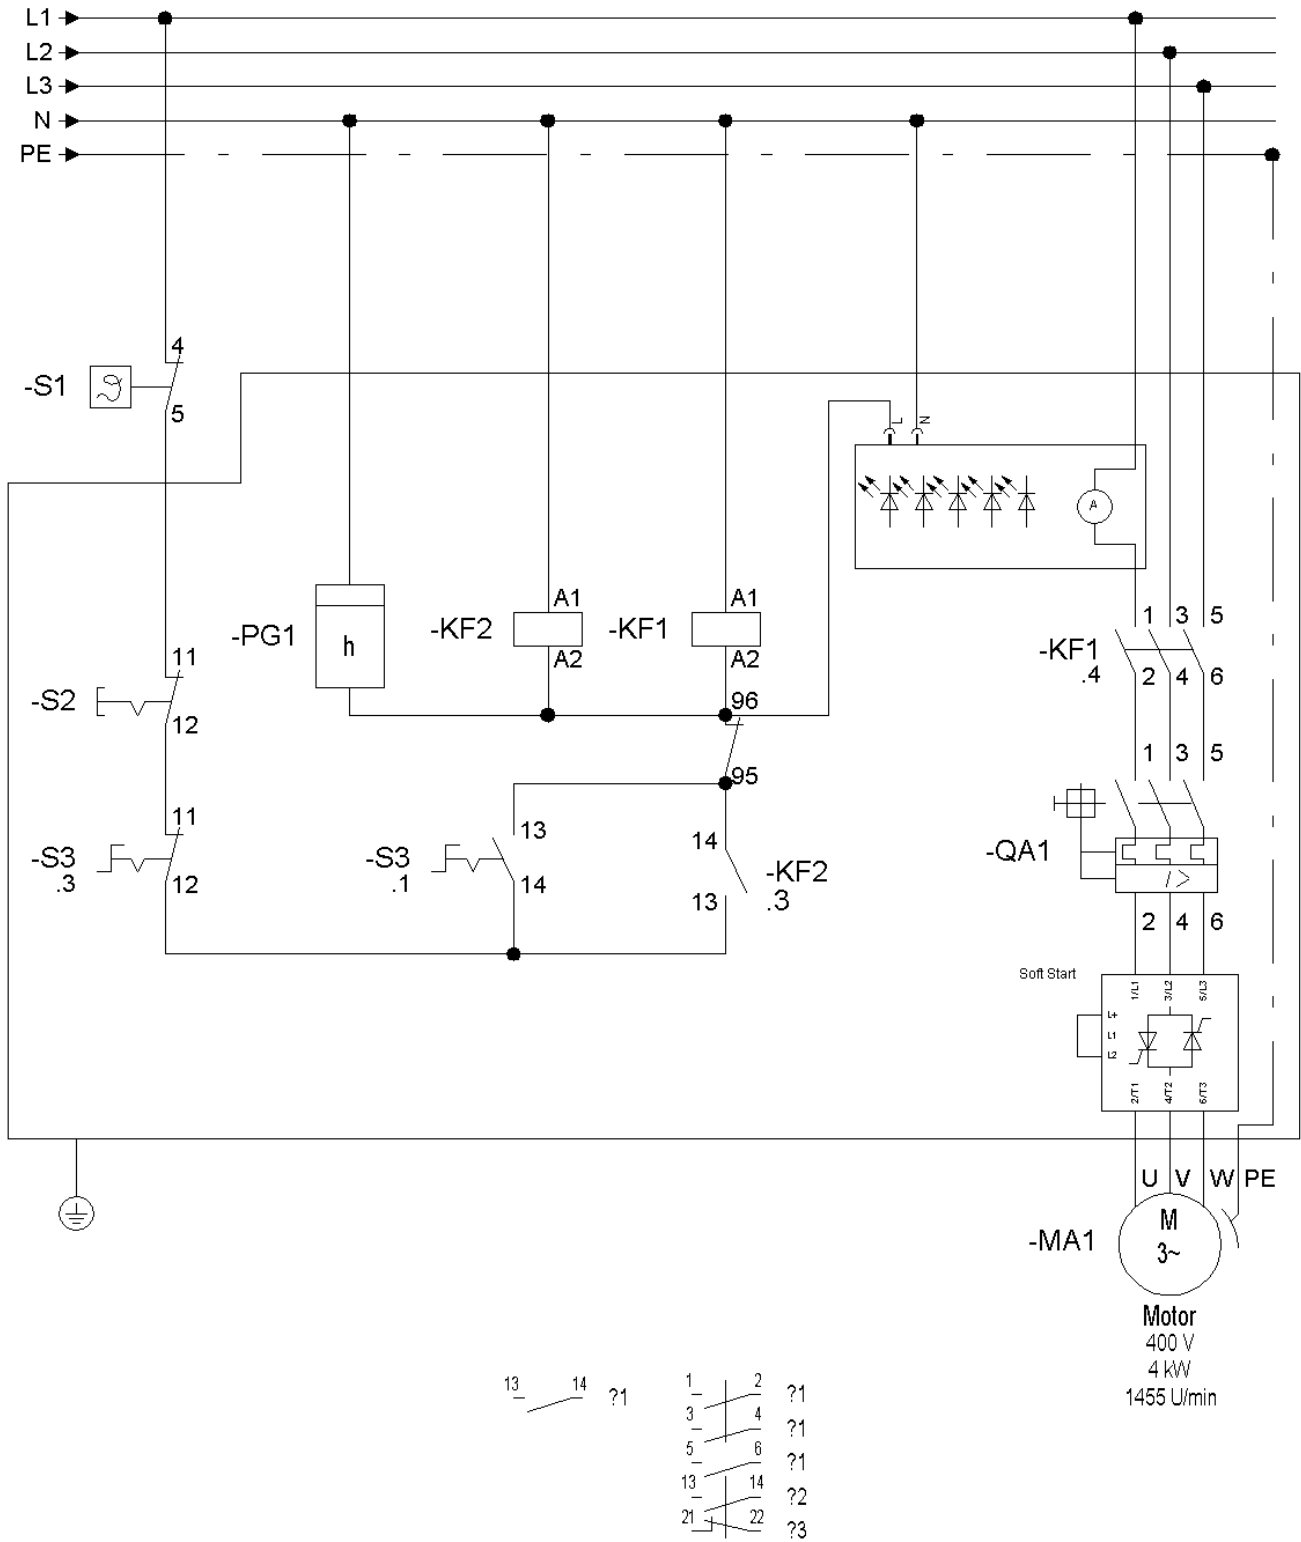 L1
L2
L3
N
PE
4
-S1
5
L N
A
-PG1
h
-KF2
A1
A2
-KF1
A1
A2
1 3 5
-KF1
.4
2 4 6
11
-S2
12
96
95
1 3 5
-QA1
I >
2 4 6
11
-S3
.3
12
13
-S3
.1
14
14
-KF2
.3
13
Soft Start
1/L1 3/L2 5/L3
L+
L1
L2
2/T1 4/T2 6/T3
U V W PE
-MA1
M
3~
Motor
400 V
4 kW
1455 U/min
13 14 ?1
1 2 ?1
3 4 ?1
5 6 ?1
13 14 ?2
21 22 ?3